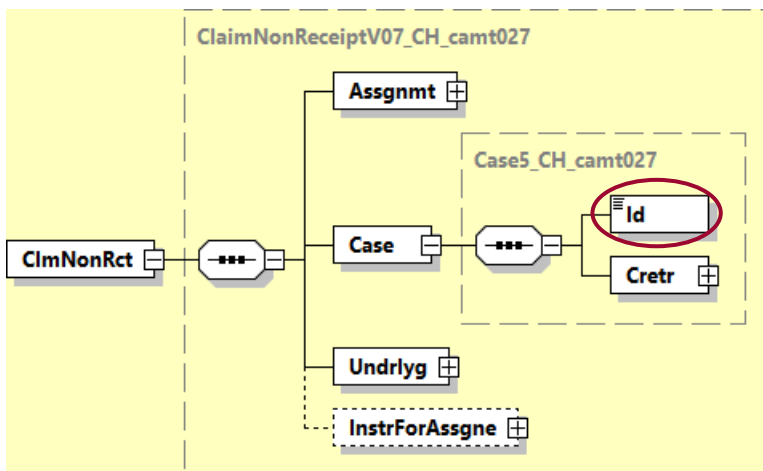 ClaimNonReceiptV07_CH_camt027
Assgnmt
Case5_CH_camt027
Id
ClmNonRct
Case
Cretr
Undrlyg
InstrForAssgne